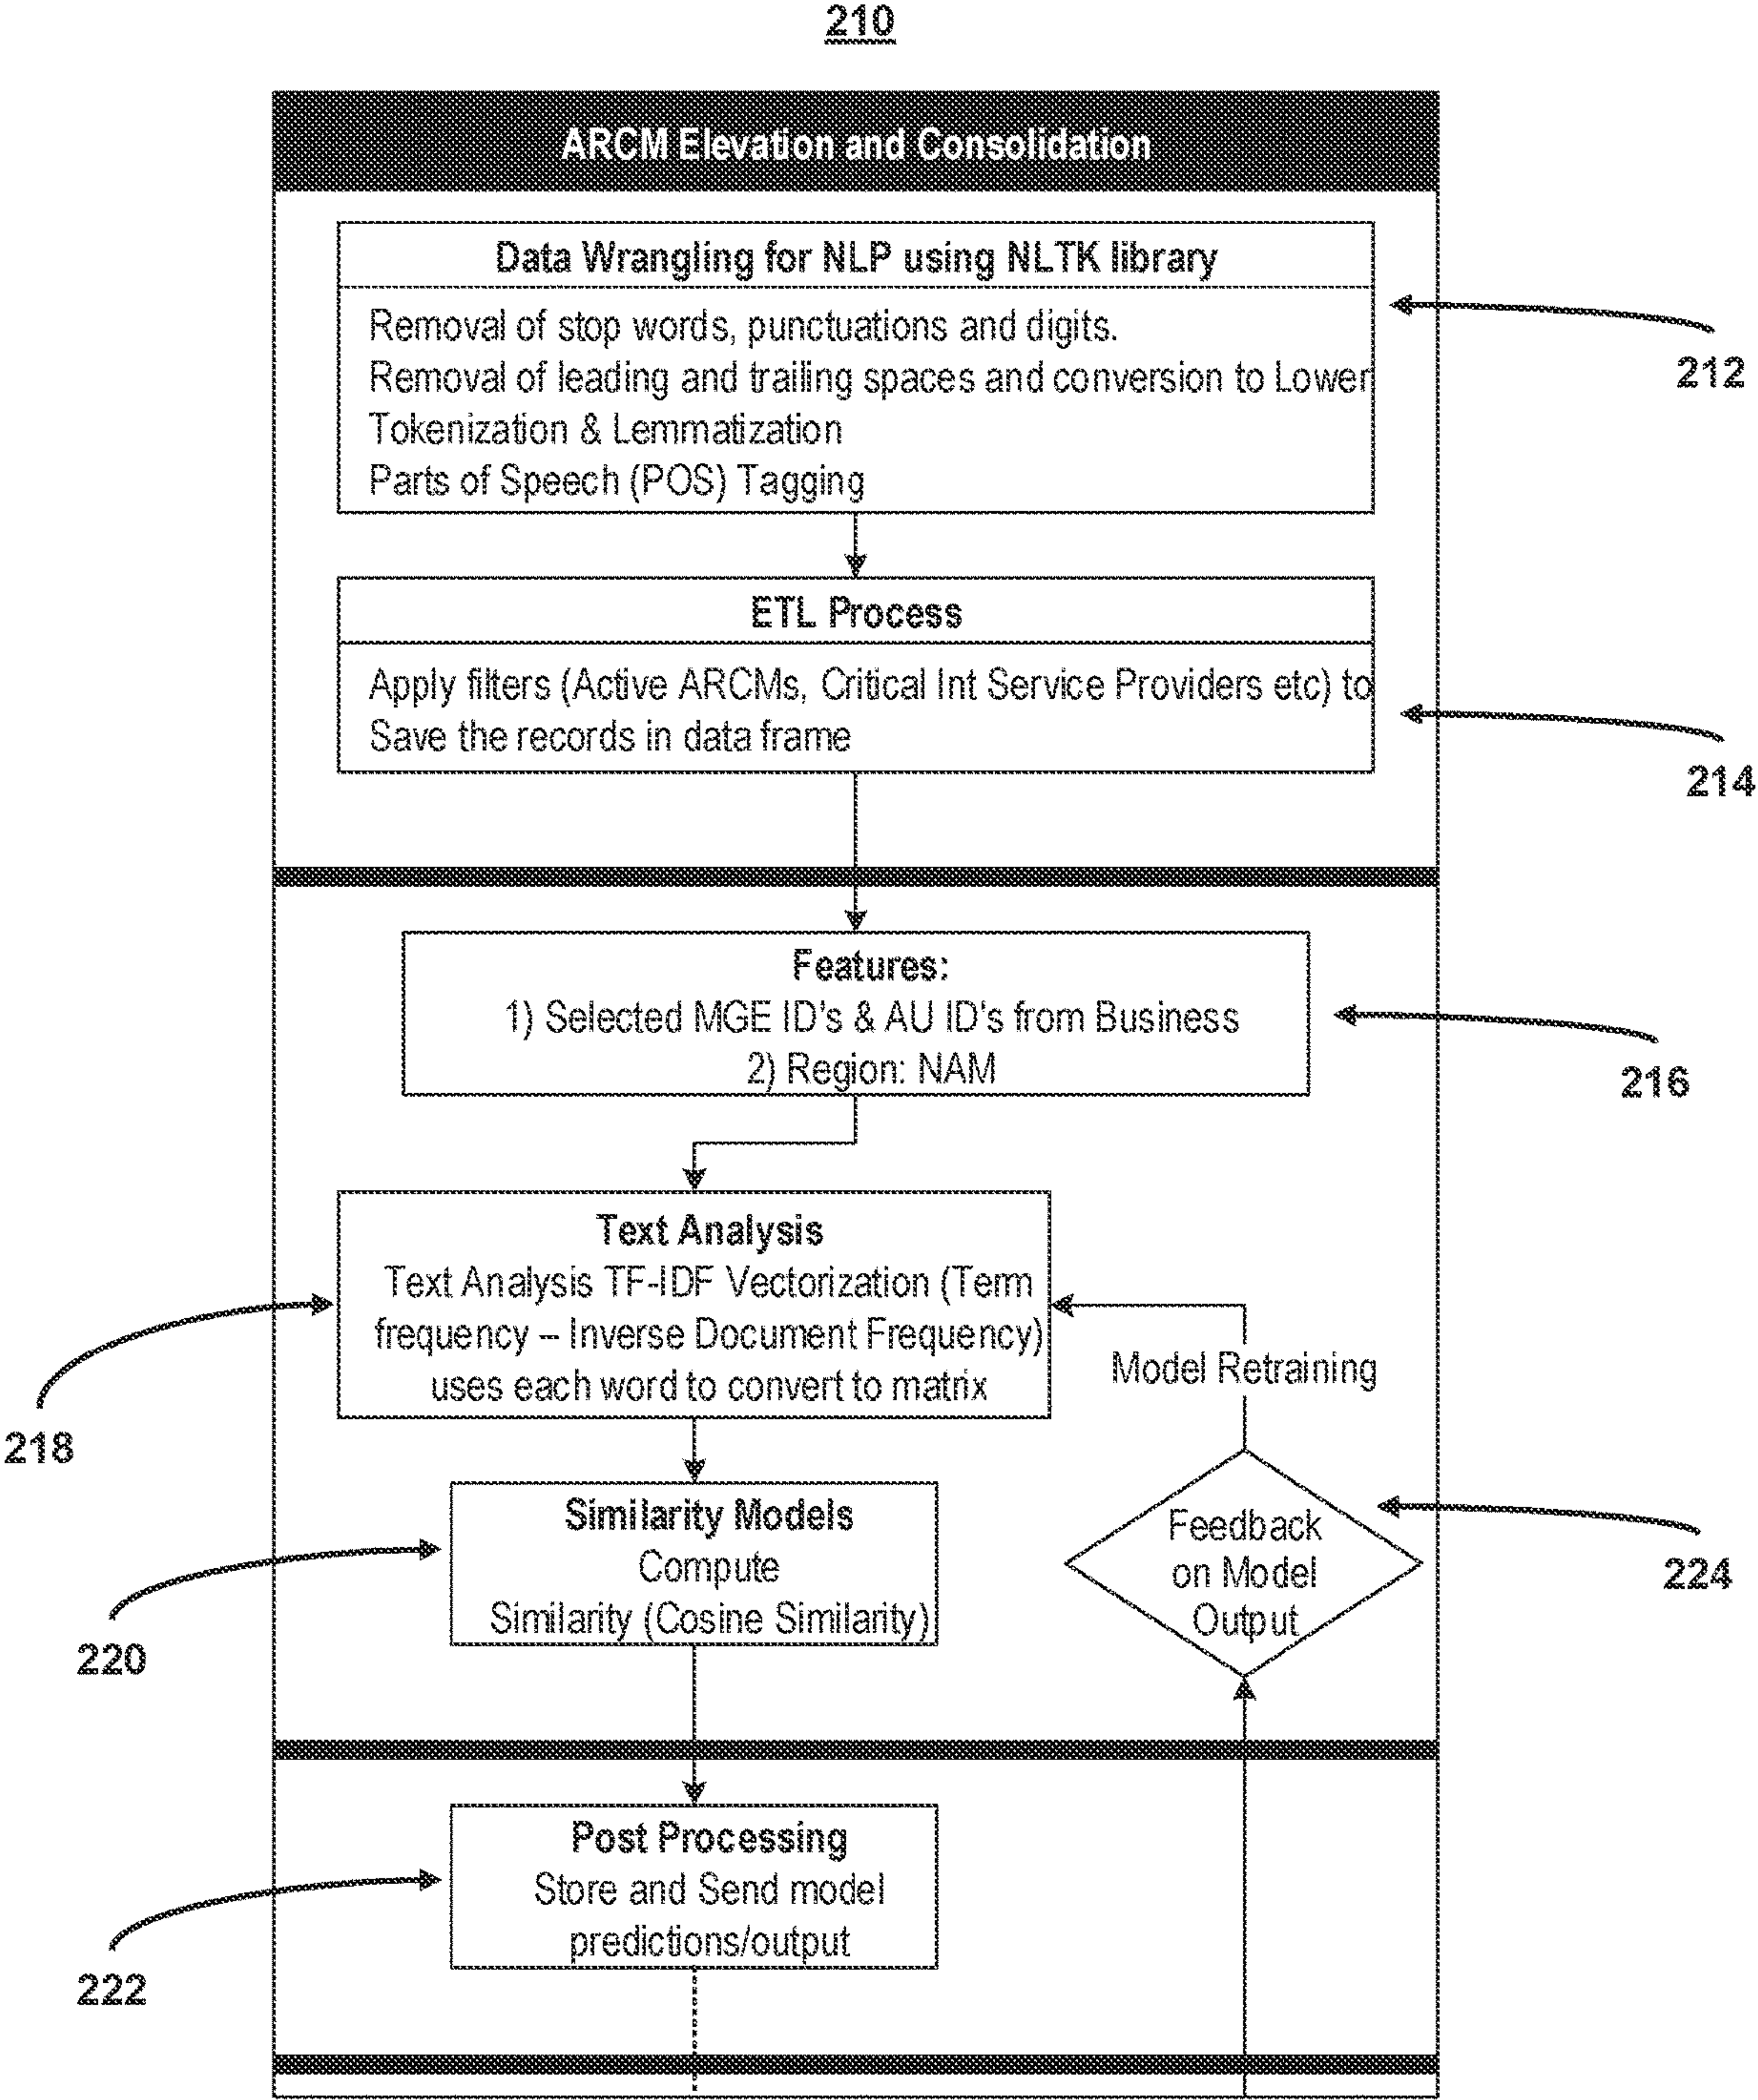 210
ARCM Elevation and Consolidation
Data Wrangling for NLP using NLTK library
Removal of stop words, punctuations and digits.
Removal of leading and trailing spaces and conversion to Lower
Tokenization & Lemmatization
Parts of Speech (POS) Tagging
212
ETL Process
Apply filters (Active ARCMs, Critical Int Service Providers etc) to
Save the records in data frame
214
Features:
1) Selected MGE ID's & AU ID's from Business
2) Region: NAM
216
Text Analysis
Text Analysis TF-IDF Vectorization (Term
frequency – Inverse Document Frequency)
uses each word to convert to matrix
218
Model Retraining
Similarity Models
Compute
Similarity (Cosine Similarity)
220
Feedback
on Model
Output
224
Post Processing
Store and Send model
predictions/output
222